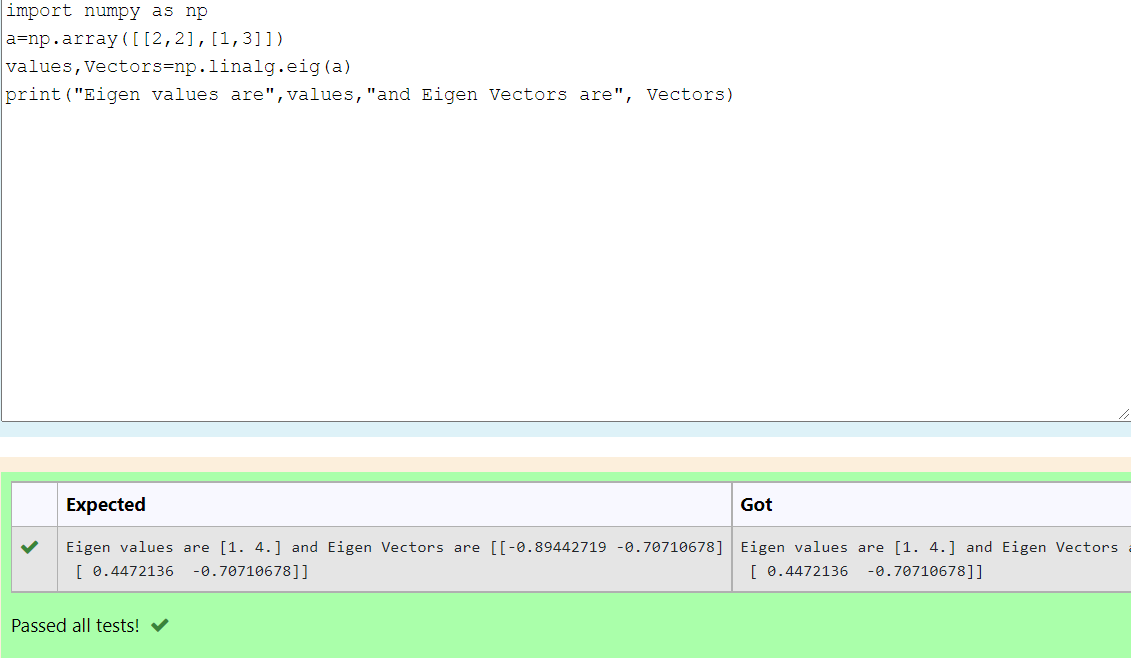 import numpy as np
a=np.array([[2,2],[1,3]])
values,Vectors=np.linalg.eig(a)
print("Eigen values are",values,"and Eigen Vectors are", Vectors)
Expected Got
Eigen values are [1. 4.] and Eigen Vectors are [[-0.89442719 -0.70710678] Eigen values are [1. 4.] and Eigen Vectors
[ 0.4472136 -0.70710678]] [ 0.4472136 -0.70710678]]
Passed all tests!